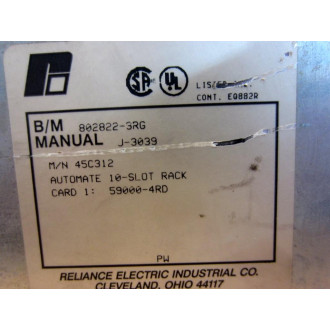 LISTED
CONT. EQ882R
B/M 802822-3RG
MANUAL J-3039
M/N 45C312
AUTOMATE 10-SLOT RACK
CARD 1: 59000-4RD
PW
RELIANCE ELECTRIC INDUSTRIAL CO.
CLEVELAND, OHIO 44117